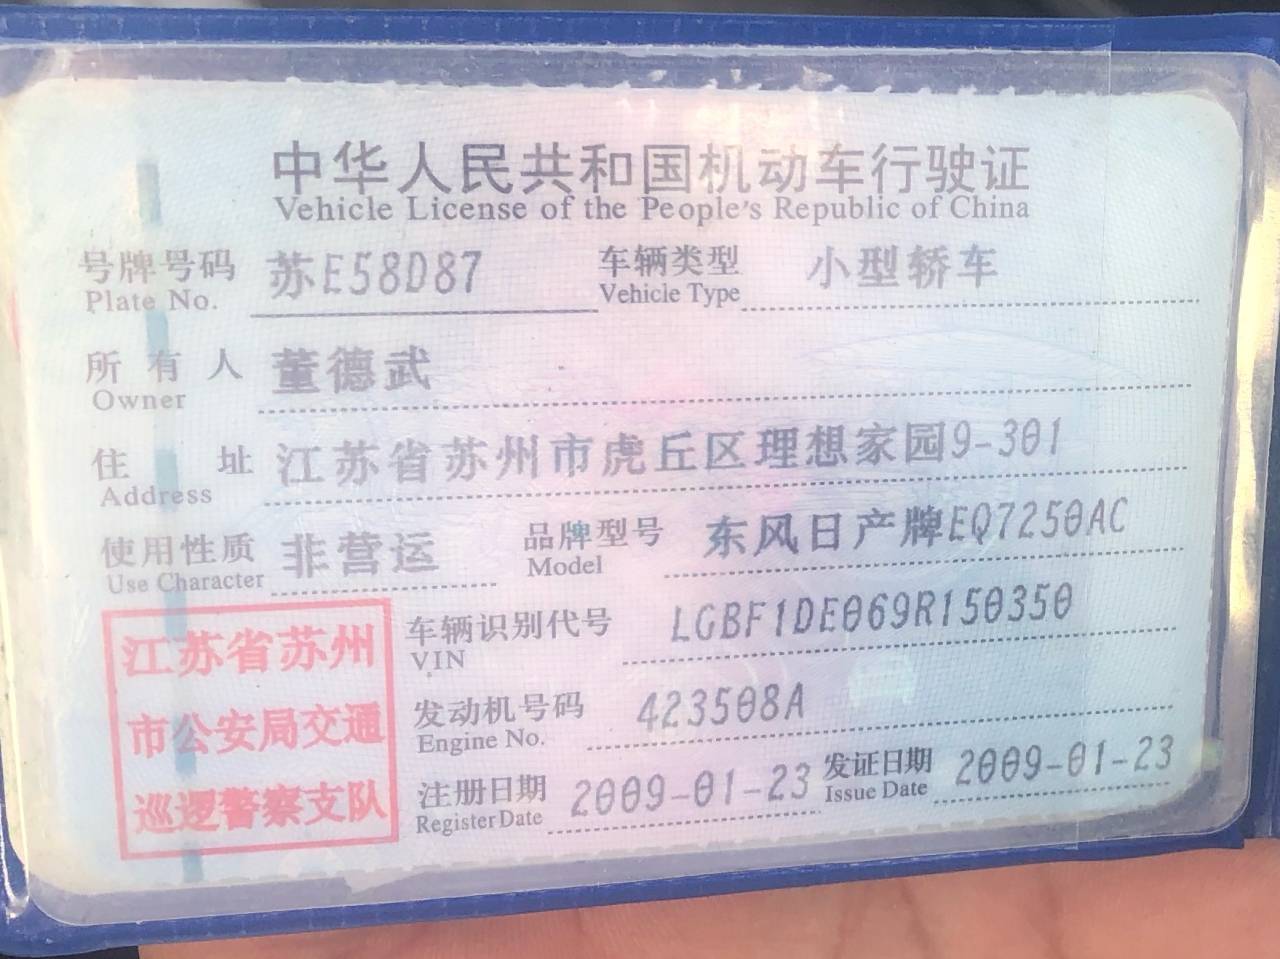 中华人民共和国机动车行驶证
Vehicle License of the People's Republic of China
号牌号码 苏E58D87 车辆类型 小型轿车
Plate No. Vehicle Type
所有人 董德武
Owner
住址 江苏省苏州市虎丘区理想家园9-301
Address
使用性质 非营运 品牌型号 东风日产牌EQ7250AC
Use Character Model
江苏省苏州
市公安局交通
巡逻警察支队
车辆识别代号 LGBF1DE069R150350
VIN
发动机号码 423508A
Engine No.
注册日期 2009-01-23 发证日期 2009-01-23
Register Date Issue Date